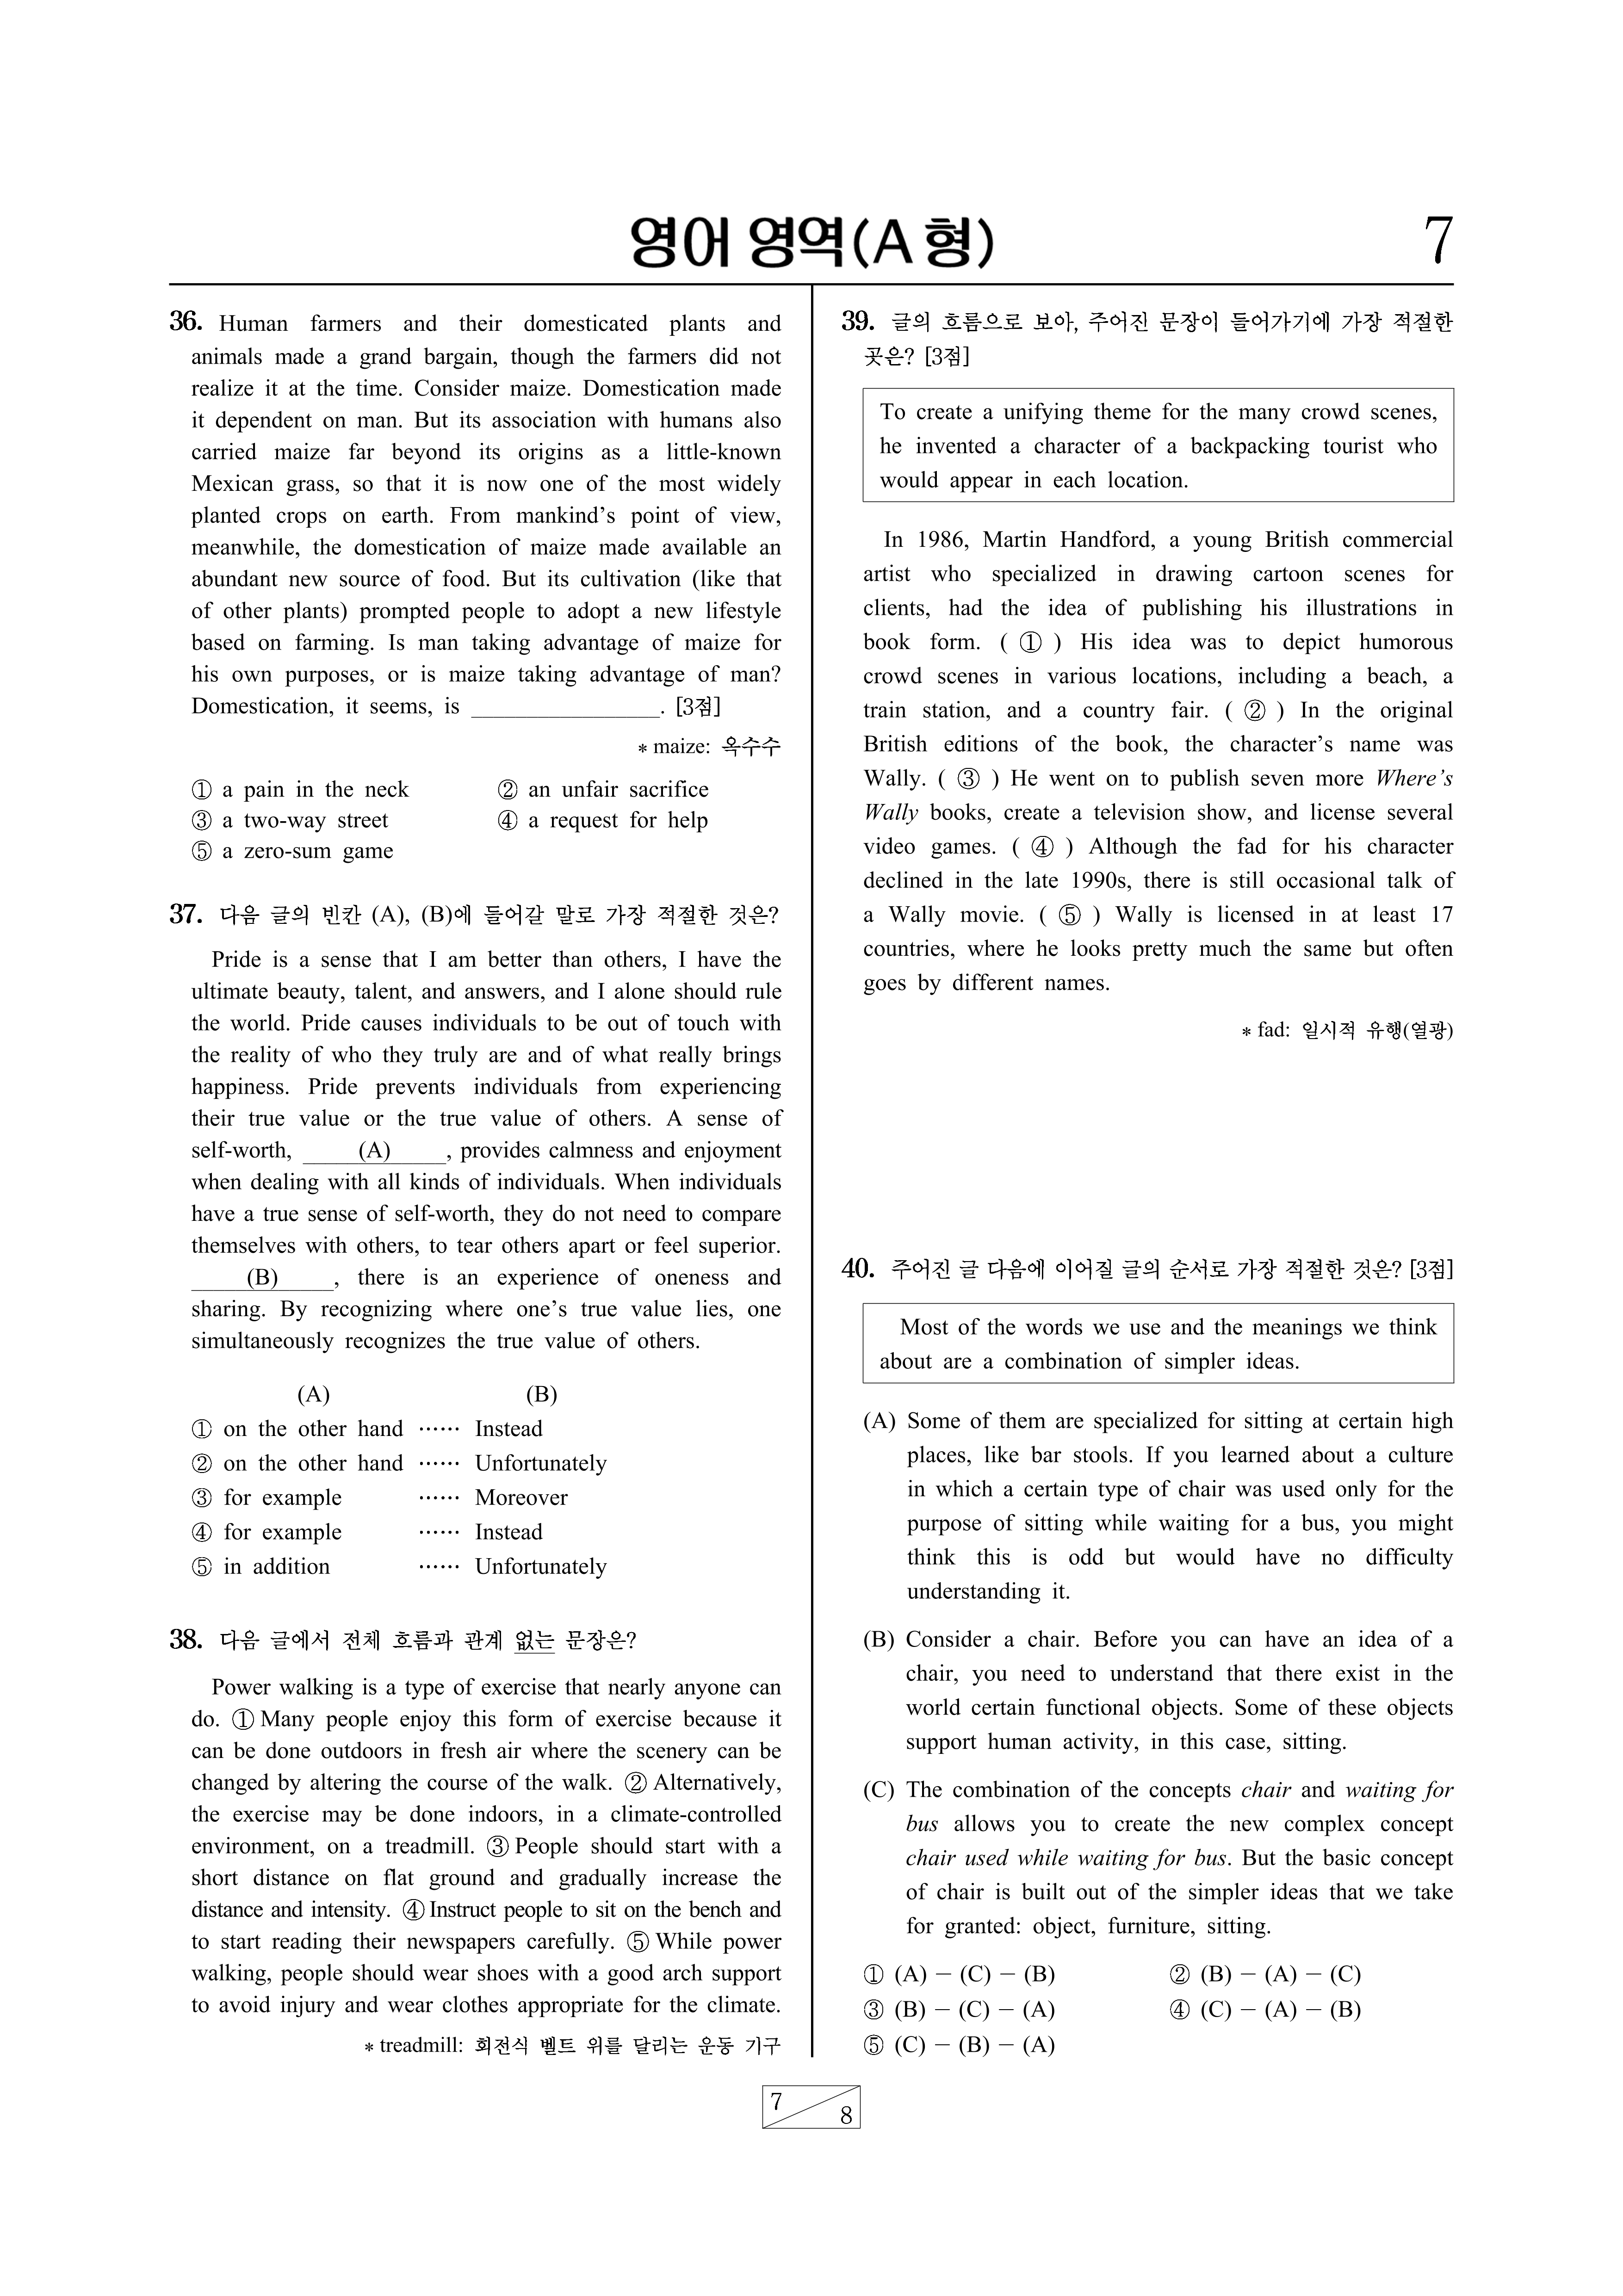 영어 영역(A형)
7
36. Human farmers and their domesticated plants and
animals made a grand bargain, though the farmers did not
realize it at the time. Consider maize. Domestication made
it dependent on man. But its association with humans also
carried maize far beyond its origins as a little-known
Mexican grass, so that it is now one of the most widely
planted crops on earth. From mankind's point of view,
meanwhile, the domestication of maize made available an
abundant new source of food. But its cultivation (like that
of other plants) prompted people to adopt a new lifestyle
based on farming. Is man taking advantage of maize for
his own purposes, or is maize taking advantage of man?
Domestication, it seems, is ________________. [3점]
* maize: 옥수수
① a pain in the neck ② an unfair sacrifice
③ a two-way street ④ a request for help
⑤ a zero-sum game
37. 다음 글의 빈칸 (A), (B)에 들어갈 말로 가장 적절한 것은?
Pride is a sense that I am better than others, I have the
ultimate beauty, talent, and answers, and I alone should rule
the world. Pride causes individuals to be out of touch with
the reality of who they truly are and of what really brings
happiness. Pride prevents individuals from experiencing
their true value or the true value of others. A sense of
self-worth, ____(A)____, provides calmness and enjoyment
when dealing with all kinds of individuals. When individuals
have a true sense of self-worth, they do not need to compare
themselves with others, to tear others apart or feel superior.
____(B)____, there is an experience of oneness and
sharing. By recognizing where one's true value lies, one
simultaneously recognizes the true value of others.
(A) (B)
① on the other hand …… Instead
② on the other hand …… Unfortunately
③ for example …… Moreover
④ for example …… Instead
⑤ in addition …… Unfortunately
38. 다음 글에서 전체 흐름과 관계 없는 문장은?
Power walking is a type of exercise that nearly anyone can
do. ① Many people enjoy this form of exercise because it
can be done outdoors in fresh air where the scenery can be
changed by altering the course of the walk. ② Alternatively,
the exercise may be done indoors, in a climate-controlled
environment, on a treadmill. ③ People should start with a
short distance on flat ground and gradually increase the
distance and intensity. ④ Instruct people to sit on the bench and
to start reading their newspapers carefully. ⑤ While power
walking, people should wear shoes with a good arch support
to avoid injury and wear clothes appropriate for the climate.
* treadmill: 회전식 벨트 위를 달리는 운동 기구
39. 글의 흐름으로 보아, 주어진 문장이 들어가기에 가장 적절한
곳은? [3점]
To create a unifying theme for the many crowd scenes,
he invented a character of a backpacking tourist who
would appear in each location.
In 1986, Martin Handford, a young British commercial
artist who specialized in drawing cartoon scenes for
clients, had the idea of publishing his illustrations in
book form. ( ① ) His idea was to depict humorous
crowd scenes in various locations, including a beach, a
train station, and a country fair. ( ② ) In the original
British editions of the book, the character's name was
Wally. ( ③ ) He went on to publish seven more Where's
Wally books, create a television show, and license several
video games. ( ④ ) Although the fad for his character
declined in the late 1990s, there is still occasional talk of
a Wally movie. ( ⑤ ) Wally is licensed in at least 17
countries, where he looks pretty much the same but often
goes by different names.
* fad: 일시적 유행(열광)
40. 주어진 글 다음에 이어질 글의 순서로 가장 적절한 것은? [3점]
Most of the words we use and the meanings we think
about are a combination of simpler ideas.
(A) Some of them are specialized for sitting at certain high
places, like bar stools. If you learned about a culture
in which a certain type of chair was used only for the
purpose of sitting while waiting for a bus, you might
think this is odd but would have no difficulty
understanding it.
(B) Consider a chair. Before you can have an idea of a
chair, you need to understand that there exist in the
world certain functional objects. Some of these objects
support human activity, in this case, sitting.
(C) The combination of the concepts chair and waiting for
bus allows you to create the new complex concept
chair used while waiting for bus. But the basic concept
of chair is built out of the simpler ideas that we take
for granted: object, furniture, sitting.
① (A) - (C) - (B) ② (B) - (A) - (C)
③ (B) - (C) - (A) ④ (C) - (A) - (B)
⑤ (C) - (B) - (A)
7
8